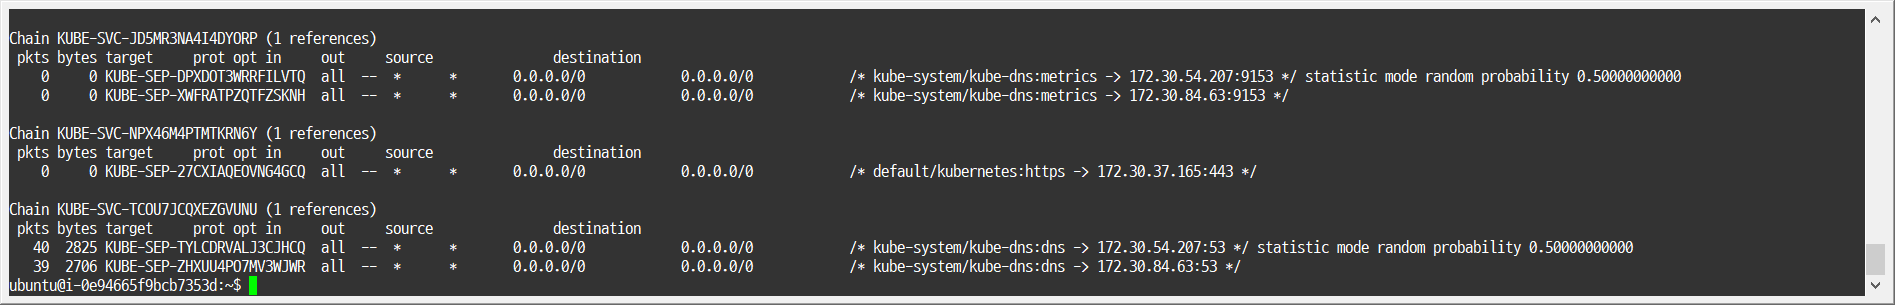 Chain KUBE-SVC-JD5MR3NA4I4DYORP (1 references)
 pkts bytes target     prot opt in     out     source               destination
    0     0 KUBE-SEP-DPXDOT3WRRFILVTQ  all  --  *      *       0.0.0.0/0            0.0.0.0/0            /* kube-system/kube-dns:metrics -> 172.30.54.207:9153 */ statistic mode random probability 0.50000000000
    0     0 KUBE-SEP-XWFRATPZQTFZSKNH  all  --  *      *       0.0.0.0/0            0.0.0.0/0            /* kube-system/kube-dns:metrics -> 172.30.84.63:9153 */
Chain KUBE-SVC-NPX46M4PTMTKRN6Y (1 references)
 pkts bytes target     prot opt in     out     source               destination
    0     0 KUBE-SEP-27CXIAQEOVNG4GCQ  all  --  *      *       0.0.0.0/0            0.0.0.0/0            /* default/kubernetes:https -> 172.30.37.165:443 */
Chain KUBE-SVC-TCOU7JCQXEZGVUNU (1 references)
 pkts bytes target     prot opt in     out     source               destination
   40  2825 KUBE-SEP-TYLCDRVALJ3CJHCQ  all  --  *      *       0.0.0.0/0            0.0.0.0/0            /* kube-system/kube-dns:dns -> 172.30.54.207:53 */ statistic mode random probability 0.50000000000
   39  2706 KUBE-SEP-ZHXUU4PO7MV3WJWR  all  --  *      *       0.0.0.0/0            0.0.0.0/0            /* kube-system/kube-dns:dns -> 172.30.84.63:53 */
ubuntu@i-0e94665f9bcb7353d:~$